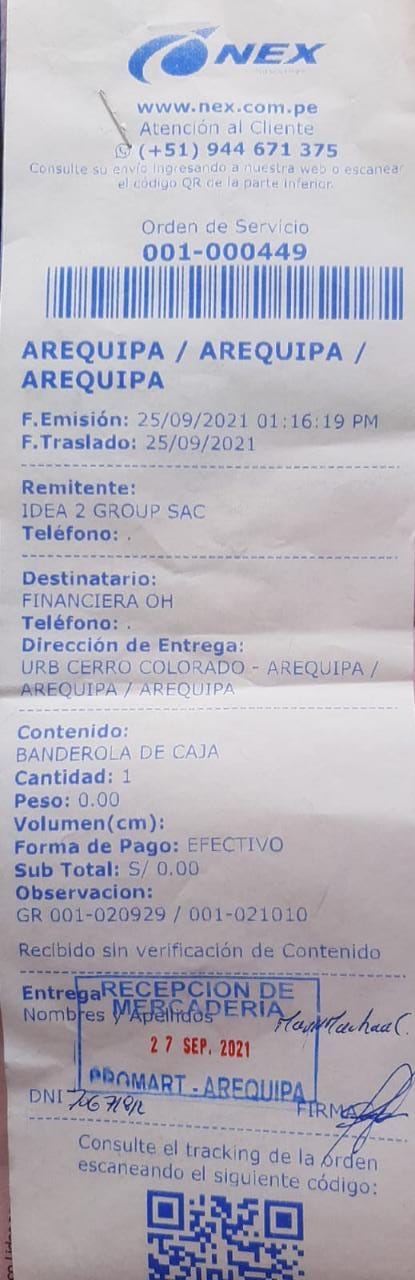 NEX
www.nex.com.pe
Atención al Cliente
(+51) 944 671 375
Consulte su envío ingresando a nuestra web o escanear
el código QR de la parte inferior.
Orden de Servicio
001-000449
AREQUIPA / AREQUIPA /
AREQUIPA
F.Emisión: 25/09/2021 01:16:19 PM
F.Traslado: 25/09/2021
Remitente:
IDEA 2 GROUP SAC
Teléfono: .
Destinatario:
FINANCIERA OH
Teléfono: .
Dirección de Entrega:
URB CERRO COLORADO - AREQUIPA /
AREQUIPA / AREQUIPA
Contenido:
BANDEROLA DE CAJA
Cantidad: 1
Peso: 0.00
Volumen(cm):
Forma de Pago: EFECTIVO
Sub Total: S/ 0.00
Observacion:
GR 001-020929 / 001-021010
Recibido sin verificación de Contenido
Entrega
Nombres y Apellidos
RECEPCION DE
MERCADERIA
27 SEP. 2021
PROMART - AREQUIPA
DNI
FIRMA
Consulte el tracking de la orden
escaneando el siguiente código: